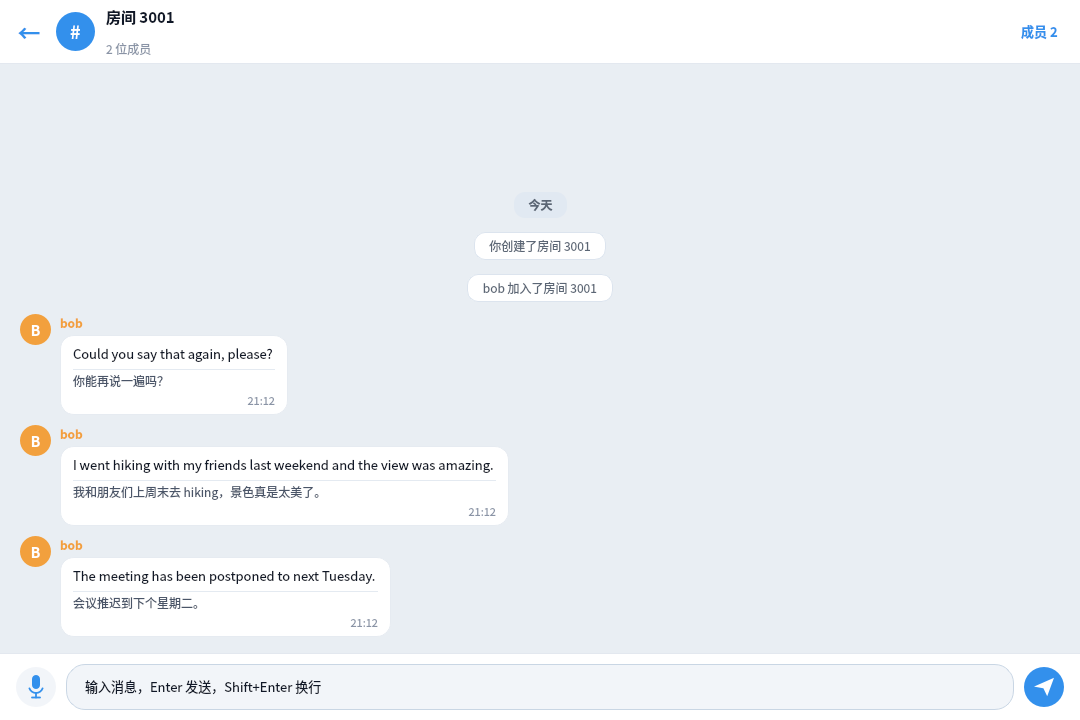 ←
#
房间 3001
2 位成员
成员 2
今天
你创建了房间 3001
bob 加入了房间 3001
B
bob
Could you say that again, please?
你能再说一遍吗?
21:12
B
bob
I went hiking with my friends last weekend and the view was amazing.
我和朋友们上周末去 hiking，景色真是太美了。
21:12
B
bob
The meeting has been postponed to next Tuesday.
会议推迟到下个星期二。
21:12
输入消息，Enter 发送，Shift+Enter 换行